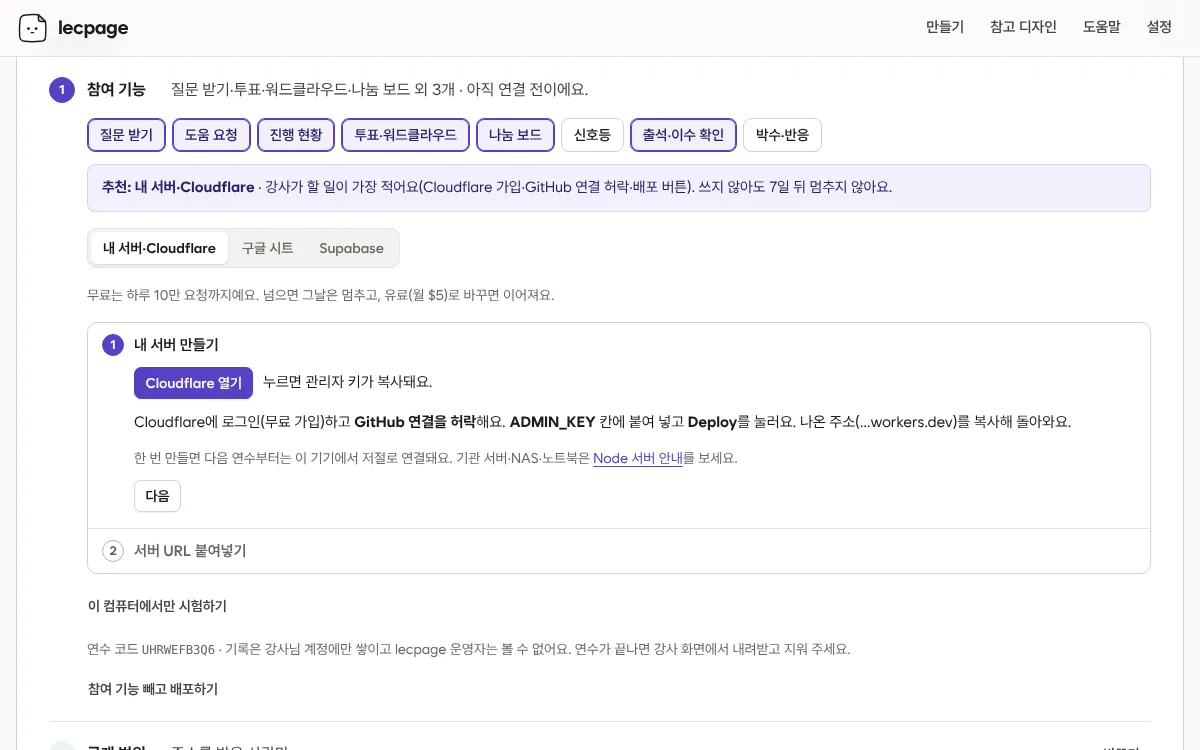 lecpage
만들기 참고 디자인 도움말 설정
1 참여 기능 질문 받기·투표·워드클라우드·나눔 보드 외 3개 · 아직 연결 전이에요.
질문 받기 도움 요청 진행 현황 투표·워드클라우드 나눔 보드 신호등 출석·이수 확인 박수·반응
추천: 내 서버·Cloudflare · 강사가 할 일이 가장 적어요(Cloudflare 가입·GitHub 연결 허락·배포 버튼). 쓰지 않아도 7일 뒤 멈추지 않아요.
내 서버·Cloudflare 구글 시트 Supabase
무료는 하루 10만 요청까지예요. 넘으면 그날은 멈추고, 유료(월 $5)로 바꾸면 이어져요.
1 내 서버 만들기
Cloudflare 열기 누르면 관리자 키가 복사돼요.
Cloudflare에 로그인(무료 가입)하고 GitHub 연결을 허락해요. ADMIN_KEY 칸에 붙여 넣고 Deploy를 눌러요. 나온 주소(...workers.dev)를 복사해 돌아와요.
한 번 만들면 다음 연수부터는 이 기기에서 저절로 연결돼요. 기관 서버·NAS·노트북은 Node 서버 안내를 보세요.
다음
2 서버 URL 붙여넣기
이 컴퓨터에서만 시험하기
연수 코드 UHRWEFB3Q6 · 기록은 강사님 계정에만 쌓이고 lecpage 운영자는 볼 수 없어요. 연수가 끝나면 강사 화면에서 내려받고 지워 주세요.
참여 기능 빼고 배포하기